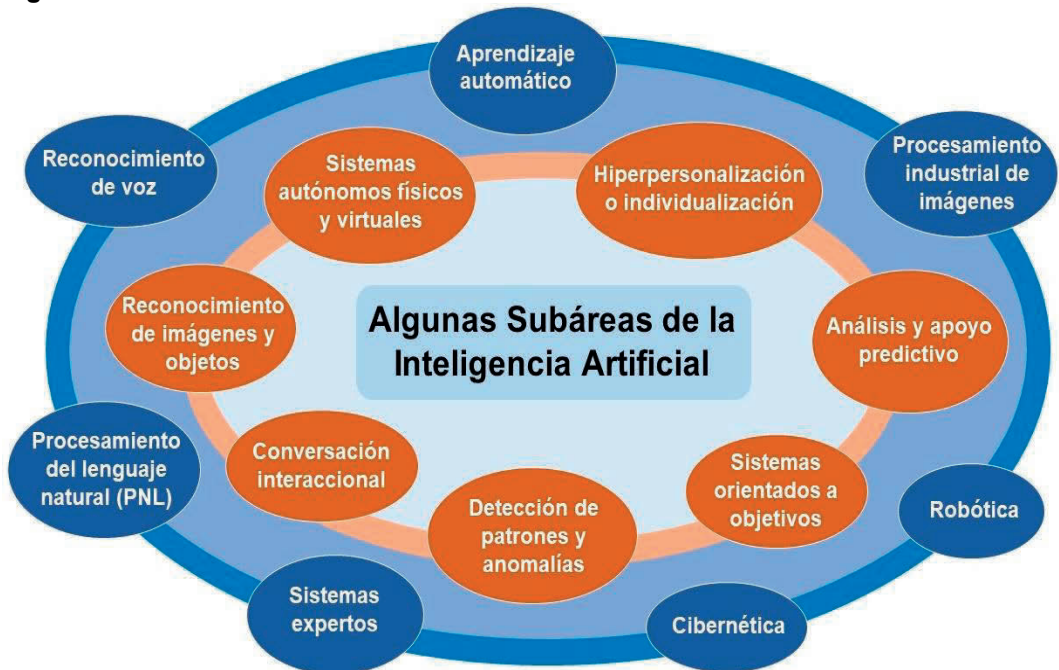 Aprendizaje
automático
Reconocimiento
de voz
Procesamiento
industrial de
imágenes
Sistemas
autónomos físicos
y virtuales
Hiperpersonalización
o individualización
Reconocimiento
de imágenes y
objetos
Algunas Subáreas de la
Inteligencia Artificial
Análisis y apoyo
predictivo
Procesamiento
del lenguaje
natural (PNL)
Conversación
interaccional
Sistemas
orientados a
objetivos
Detección de
patrones y
anomalías
Robótica
Sistemas
expertos
Cibernética